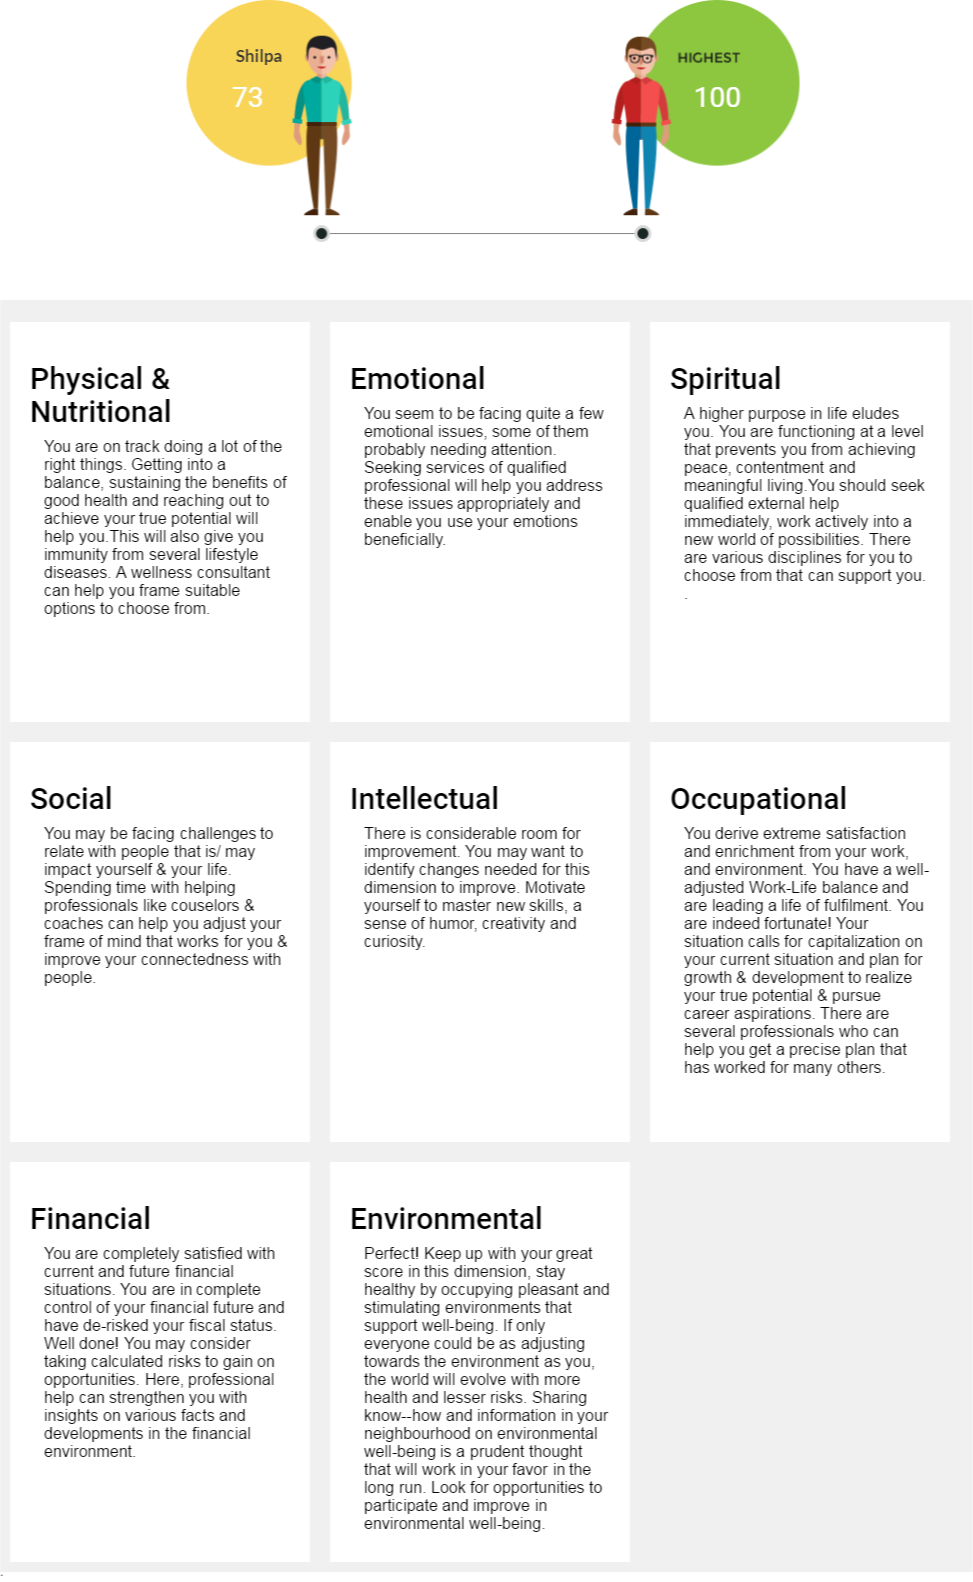 Shilpa
73
HIGHEST
100
Physical &
Nutritional
You are on track doing a lot of the
right things. Getting into a
balance, sustaining the benefits of
good health and reaching out to
achieve your true potential will
help you.This will also give you
immunity from several lifestyle
diseases. A wellness consultant
can help you frame suitable
options to choose from.
Emotional
You seem to be facing quite a few
emotional issues, some of them
probably needing attention.
Seeking services of qualified
professional will help you address
these issues appropriately and
enable you use your emotions
beneficially.
Spiritual
A higher purpose in life eludes
you. You are functioning at a level
that prevents you from achieving
peace, contentment and
meaningful living.You should seek
qualified external help
immediately, work actively into a
new world of possibilities. There
are various disciplines for you to
choose from that can support you.
.
Social
You may be facing challenges to
relate with people that is/ may
impact yourself & your life.
Spending time with helping
professionals like couselors &
coaches can help you adjust your
frame of mind that works for you &
improve your connectedness with
people.
Intellectual
There is considerable room for
improvement. You may want to
identify changes needed for this
dimension to improve. Motivate
yourself to master new skills, a
sense of humor, creativity and
curiosity.
Occupational
You derive extreme satisfaction
and enrichment from your work,
and environment. You have a well-
adjusted Work-Life balance and
are leading a life of fulfilment. You
are indeed fortunate! Your
situation calls for capitalization on
your current situation and plan for
growth & development to realize
your true potential & pursue
career aspirations. There are
several professionals who can
help you get a precise plan that
has worked for many others.
Financial
You are completely satisfied with
current and future financial
situations. You are in complete
control of your financial future and
have de-risked your fiscal status.
Well done! You may consider
taking calculated risks to gain on
opportunities. Here, professional
help can strengthen you with
insights on various facts and
developments in the financial
environment.
Environmental
Perfect! Keep up with your great
score in this dimension, stay
healthy by occupying pleasant and
stimulating environments that
support well-being. If only
everyone could be as adjusting
towards the environment as you,
the world will evolve with more
health and lesser risks. Sharing
know--how and information in your
neighbourhood on environmental
well-being is a prudent thought
that will work in your favor in the
long run. Look for opportunities to
participate and improve in
environmental well-being.